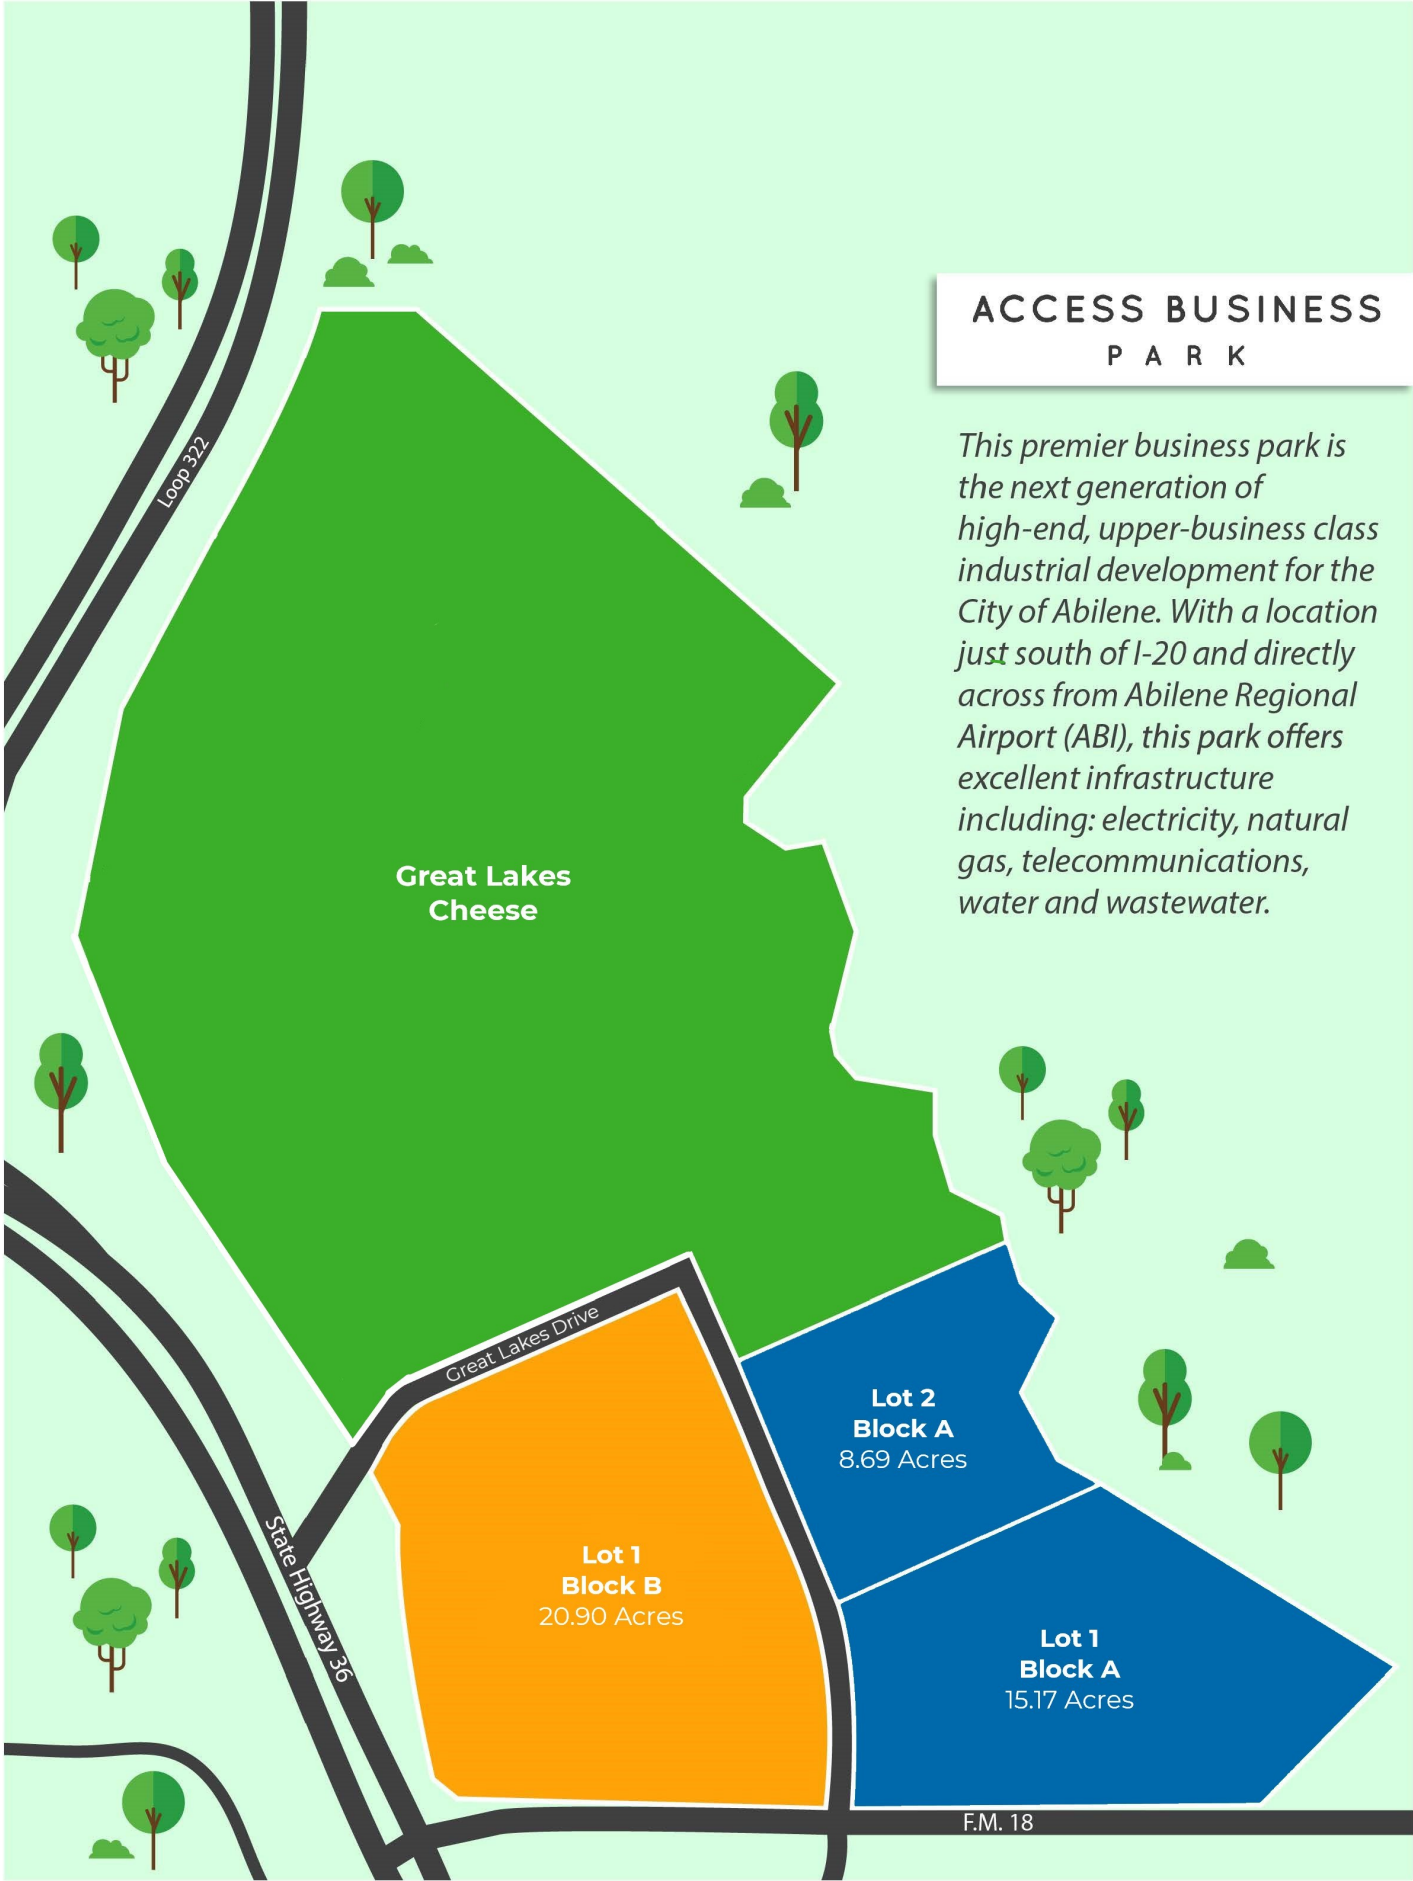 ACCESS BUSINESS
PARK
This premier business park is
the next generation of
high-end, upper-business class
industrial development for the
City of Abilene. With a location
just south of I-20 and directly
across from Abilene Regional
Airport (ABI), this park offers
excellent infrastructure
including: electricity, natural
gas, telecommunications,
water and wastewater.
Loop 322
Great Lakes
Cheese
Great Lakes Drive
Lot 2
Block A
8.69 Acres
Lot 1
Block B
20.90 Acres
State Highway 36
Lot 1
Block A
15.17 Acres
F.M. 18